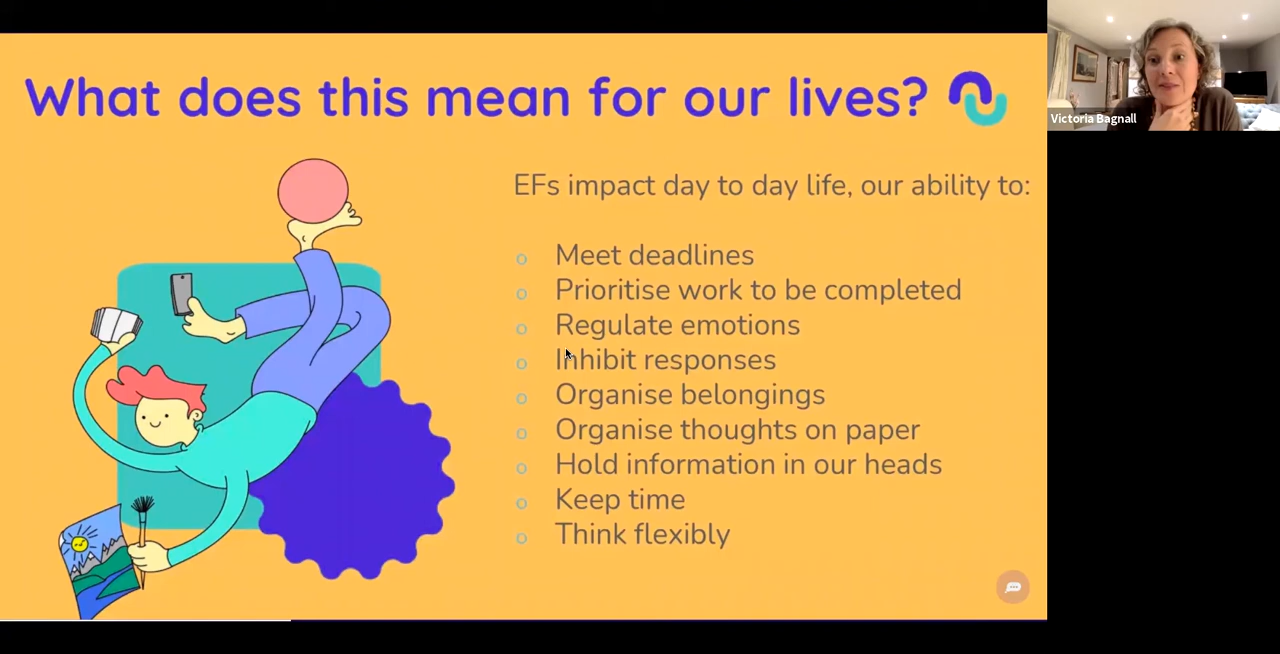 What does this mean for our lives?
Victoria Bagnall
EFs impact day to day life, our ability to:
o Meet deadlines
o Prioritise work to be completed
o Regulate emotions
o Inhibit responses
o Organise belongings
o Organise thoughts on paper
o Hold information in our heads
o Keep time
o Think flexibly